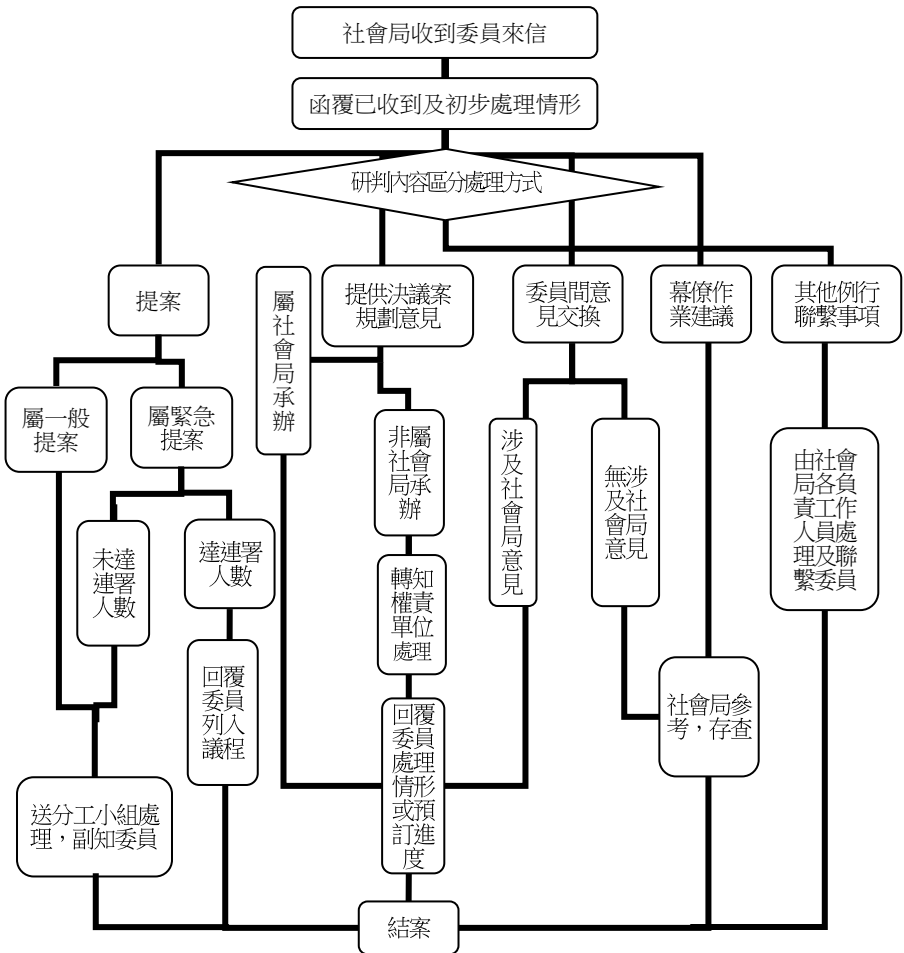 社會局收到委員來信
函覆已收到及初步處理情形
研判內容區分處理方式
提案
屬社會局承辦
提供決議案
規劃意見
委員間意
見交換
幕僚作
業建議
其他例行
聯繫事項
屬一般
提案
屬緊急
提案
非屬
社會
局承
辦
涉及社會局意見
無涉
及社
會局
意見
由社會
局各負
責工作
人員處
理及聯
繫委員
未達
連署
人數
達連署
人數
轉知
權責
單位
處理
回覆
委員
列入
議程
社會局參
考，存查
回覆
委員
處理
情形
或預
訂進
度
送分工小組處
理，副知委員
結案